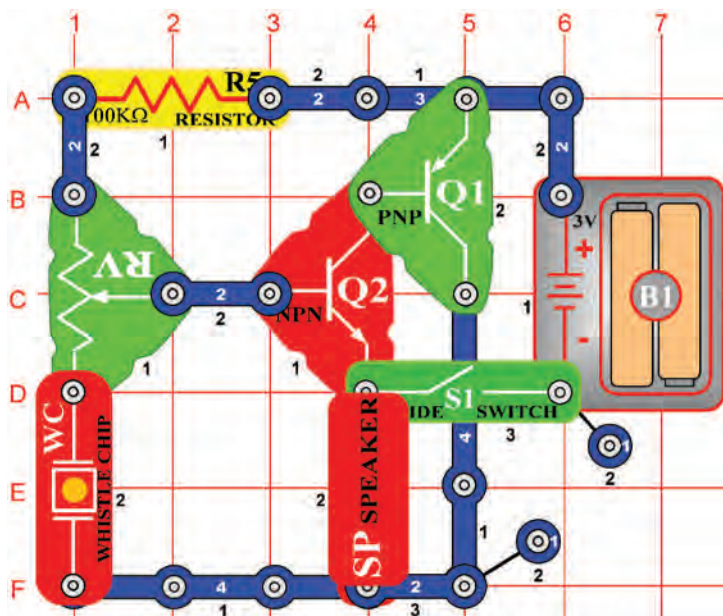 1 2 3 4 5 6 7
A
R5
2 1
2 3
00KΩ RESISTOR
1
2 2
2 2
B
Q1
PNP
2
3V
+
RV
C
2
2
Q2
NPN
1
B1
-
1
1
D
WC
WHISTLE CHIP
S1
IDE SWITCH
3
4
SP SPEAKER
1
2
E
2
2
1
1
2
F
4
1
2
3